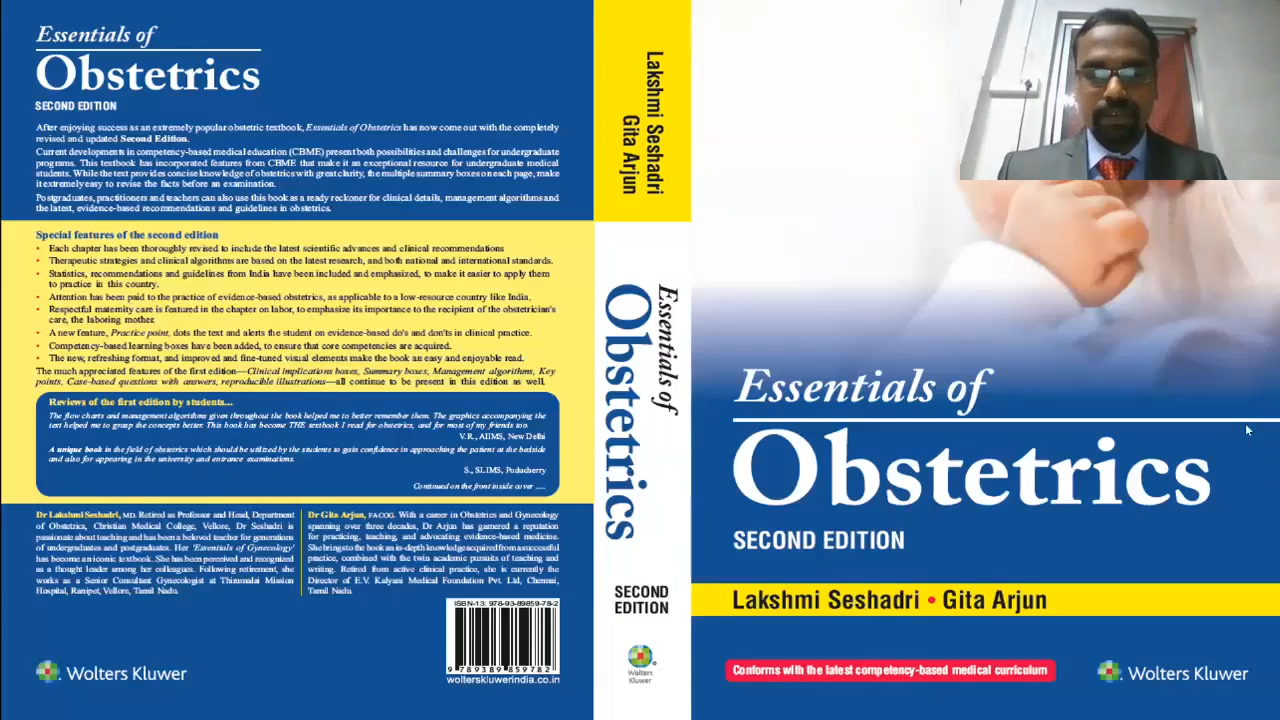 Essentials of
Obstetrics
SECOND EDITION
After enjoying success as an extremely popular obstetric textbook, Essentials of Obstetrics has now come out with the completely
revised and updated Second Edition.
Current developments in competency-based medical education (CBME) present both possibilities and challenges for undergraduate
programs. This textbook has incorporated features from CBME that make it an exceptional resource for undergraduate medical
students. While the text provides concise knowledge of obstetrics with great clarity, the multiple summary boxes on each page, make
it extremely easy to revise the facts before an examination.
Postgraduates, practitioners and teachers can also use this book as a ready reckoner for clinical details, management algorithms and
the latest, evidence-based recommendations and guidelines in obstetrics.
Special features of the second edition
• Each chapter has been thoroughly revised to include the latest scientific advances and clinical recommendations
• Therapeutic strategies and clinical algorithms are based on the latest research, and both national and international standards.
• Statistics, recommendations and guidelines from India have been included and emphasized, to make it easier to apply them
to practice in this country.
• Attention has been paid to the practice of evidence-based obstetrics, as applicable to a low-resource country like India.
• Respectful maternity care is featured in the chapter on labor, to emphasize its importance to the recipient of the obstetrician's
care, the laboring mother.
• A new feature, Practice point, dots the text and alerts the student on evidence-based do's and don'ts in clinical practice.
• Competency-based learning boxes have been added, to ensure that core competencies are acquired.
• The new, refreshing format, and improved and fine-tuned visual elements make the book an easy and enjoyable read.
The much appreciated features of the first edition—Clinical implications boxes, Summary boxes, Management algorithms, Key
points, Case-based questions with answers, reproducible illustrations—all continue to be present in this edition as well.
Reviews of the first edition by students...
The flow charts and management algorithms given throughout the book helped me to better remember them. The graphics accompanying the
text helped me to grasp the concepts better. This book has become THE textbook I read for obstetrics, and for most of my friends too.
V.R., AIIMS, New Delhi
A unique book in the field of obstetrics which should be utilized by the students to gain confidence in approaching the patient at the bedside
and also for appearing in the university and entrance examinations.
S., SLIMS, Puducherry
Continued on the front inside cover .....
Dr Lakshmi Seshadri, MD. Retired as Professor and Head, Department
of Obstetrics, Christian Medical College, Vellore, Dr Seshadri is
passionate about teaching and has been a beloved teacher for generations
of undergraduates and postgraduates. Her 'Essentials of Gynecology'
has become an iconic textbook. She has been perceived and recognized
as a thought leader among her colleagues. Following retirement, she
works as a Senior Consultant Gynecologist at Thirumalai Mission
Hospital, Ranipet, Vellore, Tamil Nadu.
Dr Gita Arjun, FACOG. With a career in Obstetrics and Gynecology
spanning over three decades, Dr Arjun has garnered a reputation
for practicing, teaching, and advocating evidence-based medicine.
She brings to the book an in-depth knowledge acquired from a successful
practice, combined with the twin academic pursuits of teaching and
writing. Retired from active clinical practice, she is currently the
Director of E.V. Kalyani Medical Foundation Pvt. Ltd, Chennai,
Tamil Nadu.
ISBN-13: 978-93-89859-78-2
9 789389 859782
wolterskluwerindia.co.in
Wolters Kluwer
Lakshmi Seshadri
Gita Arjun
Essentials of
Obstetrics
SECOND
EDITION
Wolters
Kluwer
Essentials of
Obstetrics
SECOND EDITION
Lakshmi Seshadri • Gita Arjun
Conforms with the latest competency-based medical curriculum
Wolters Kluwer